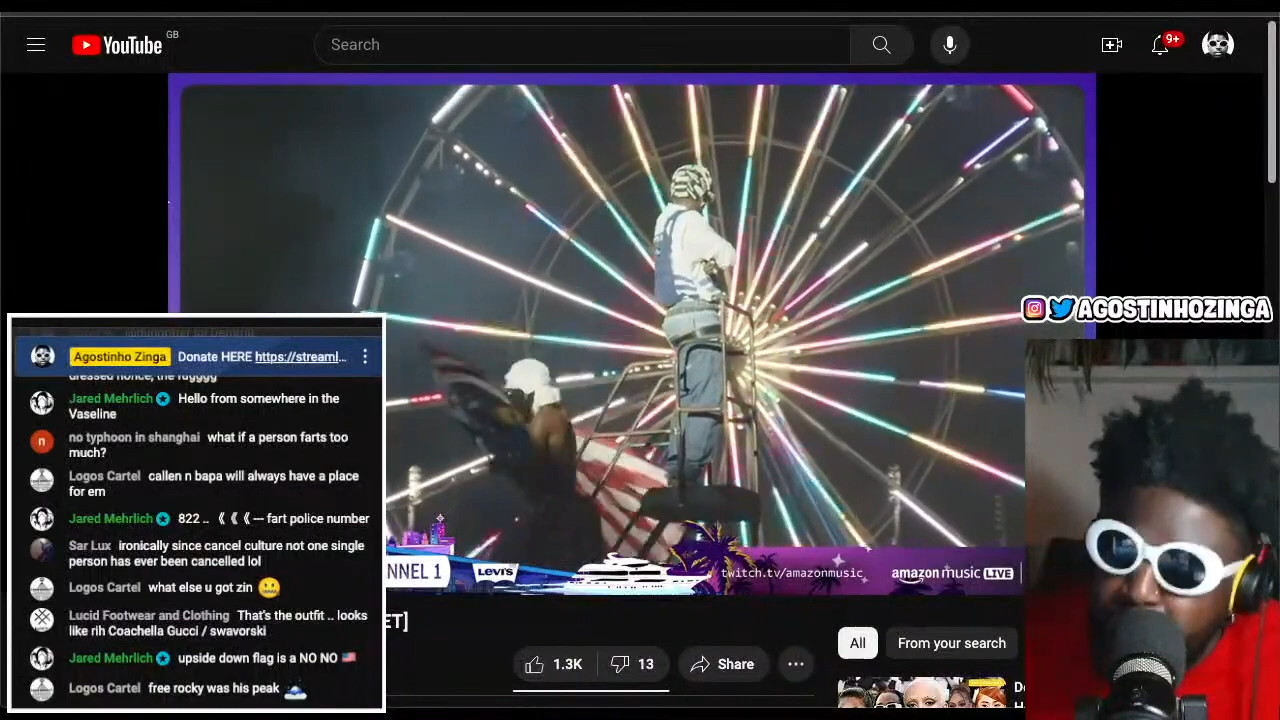 YouTube GB
Search
9+
AGOSTINHOZINGA
Agostinho Zinga Donate HERE https://streaml...
Jared Mehrlich Hello from somewhere in the
Vaseline
no typhoon in shanghai what if a person farts too
much?
Logos Cartel callen n bapa will always have a place
for em
Jared Mehrlich 822 .. 《《《--- fart police number
Sar Lux ironically since cancel culture not one single
person has ever been cancelled lol
Logos Cartel what else u got zin
Lucid Footwear and Clothing That's the outfit .. looks
like rih Coachella Gucci / swavorski
Jared Mehrlich upside down flag is a NO NO
Logos Cartel free rocky was his peak
NNEL 1
LEVI'S
twitch.tv/amazonmusic
amazon music LIVE
ET]
1.3K
13
Share
All
From your search